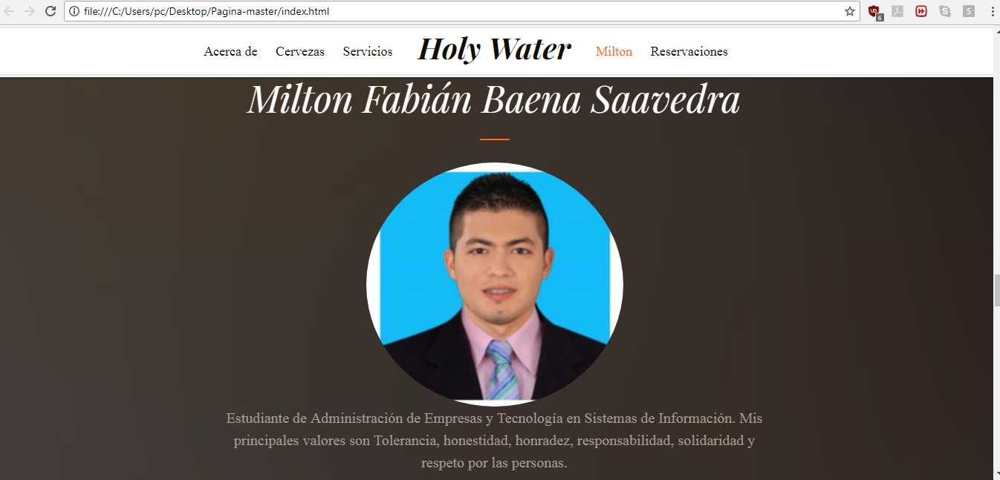 file:///C:/Users/pc/Desktop/Pagina-master/index.html
6
S
Acerca de Cervezas Servicios Holy Water Milton Reservaciones
Milton Fabián Baena Saavedra
Estudiante de Administración de Empresas y Tecnología en Sistemas de Información. Mis
principales valores son Tolerancia, honestidad, honradez, responsabilidad, solidaridad y
respeto por las personas.